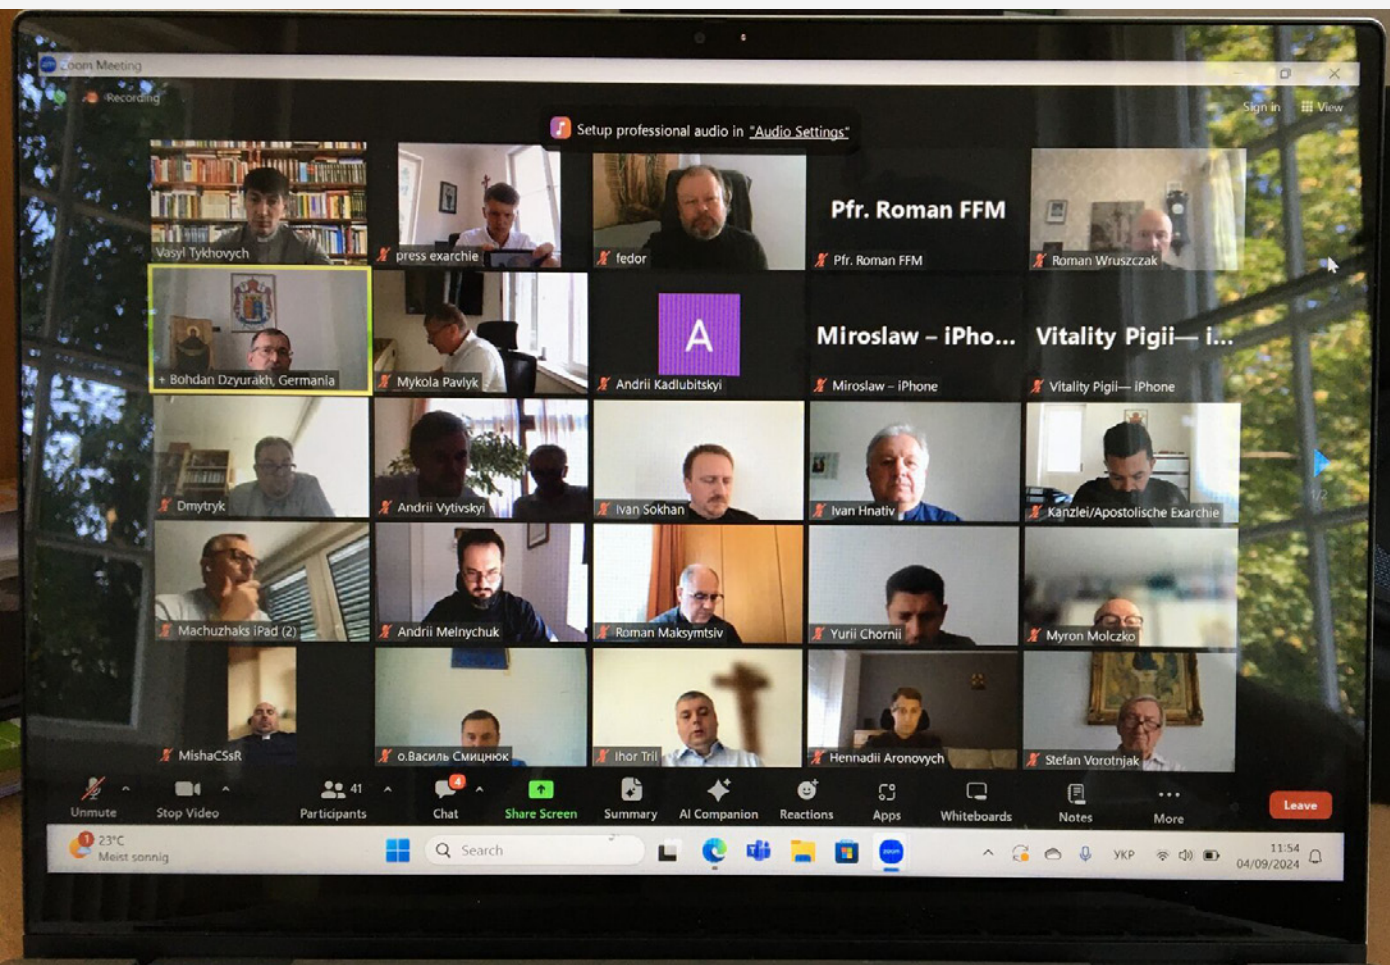 Zoom Meeting
Recording
Sign in
View
Setup professional audio in "Audio Settings"
Vasyl Tykhovych
press exarchie
fedor
Pfr. Roman FFM
Pfr. Roman FFM
Roman Wruszczak
+ Bohdan Dzyurakh, Germania
Mykola Pavlyk
A
Andrii Kadlubitskyi
Miroslaw – iPho...
Miroslaw – iPhone
Vitality Pigii— i...
Vitality Pigii— iPhone
Dmytryk
Andrii Vytivskyi
Ivan Sokhan
Ivan Hnativ
Kanzlei/Apostolische Exarchie
1/2
Machuzhaks iPad (2)
Andrii Melnychuk
Roman Maksymtsiv
Yurii Chornii
Myron Molczko
MishaCSsR
о.Василь Смицнюк
Ihor Tril
Hennadii Aronovych
Stefan Vorotnjak
Unmute
Stop Video
41
Participants
4
Chat
Share Screen
Summary
AI Companion
Reactions
Apps
Whiteboards
Notes
More
Leave
1
23°C
Meist sonnig
Search
zoom
УКР
11:54
04/09/2024